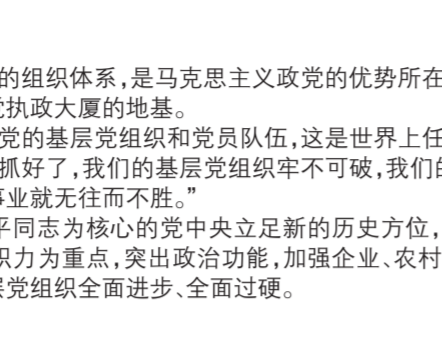 的组织体系，是马克思主义政党的优势所在
执政大厦的地基。
党的基层党组织和党员队伍，这是世界上任
抓好了，我们的基层党组织牢不可破，我们的
事业就无往而不胜。”
平同志为核心的党中央立足新的历史方位，
织力为重点，突出政治功能，加强企业、农村
层党组织全面进步、全面过硬。